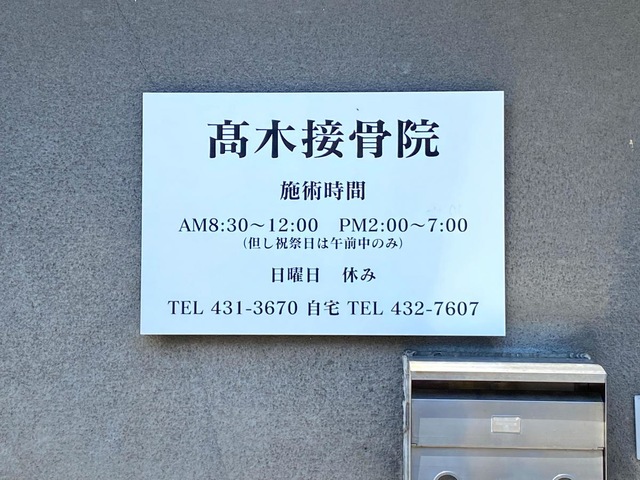 髙木接骨院
施術時間
AM8:30〜12:00　PM2:00〜7:00
（但し祝祭日は午前中のみ）
日曜日　休み
TEL 431-3670 自宅 TEL 432-7607